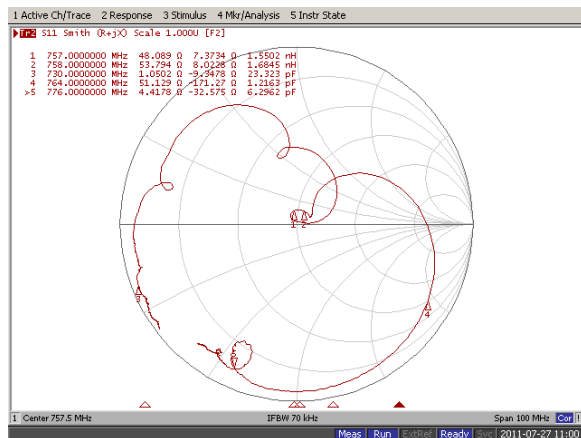 1 Active Ch/Trace 2 Response 3 Stimulus 4 Mkr/Analysis 5 Instr State
Tr2 S11 Smith (R+jX) Scale 1.000U [F2]
1 757.0000000 MHz 48.089 Ω 7.3734 Ω 1.5502 nH
2 758.0000000 MHz 53.794 Ω 8.0228 Ω 1.6845 nH
3 730.0000000 MHz 1.0502 Ω -9.3478 Ω 23.323 pF
4 764.0000000 MHz 51.129 Ω -171.27 Ω 1.2163 pF
>5 776.0000000 MHz 4.4178 Ω -32.575 Ω 6.2962 pF
1 2
3
4
1 Center 757.5 MHz IFBW 70 kHz Span 100 MHz Cor !
Meas Run ExtRef Ready Svc 2011-07-27 11:00